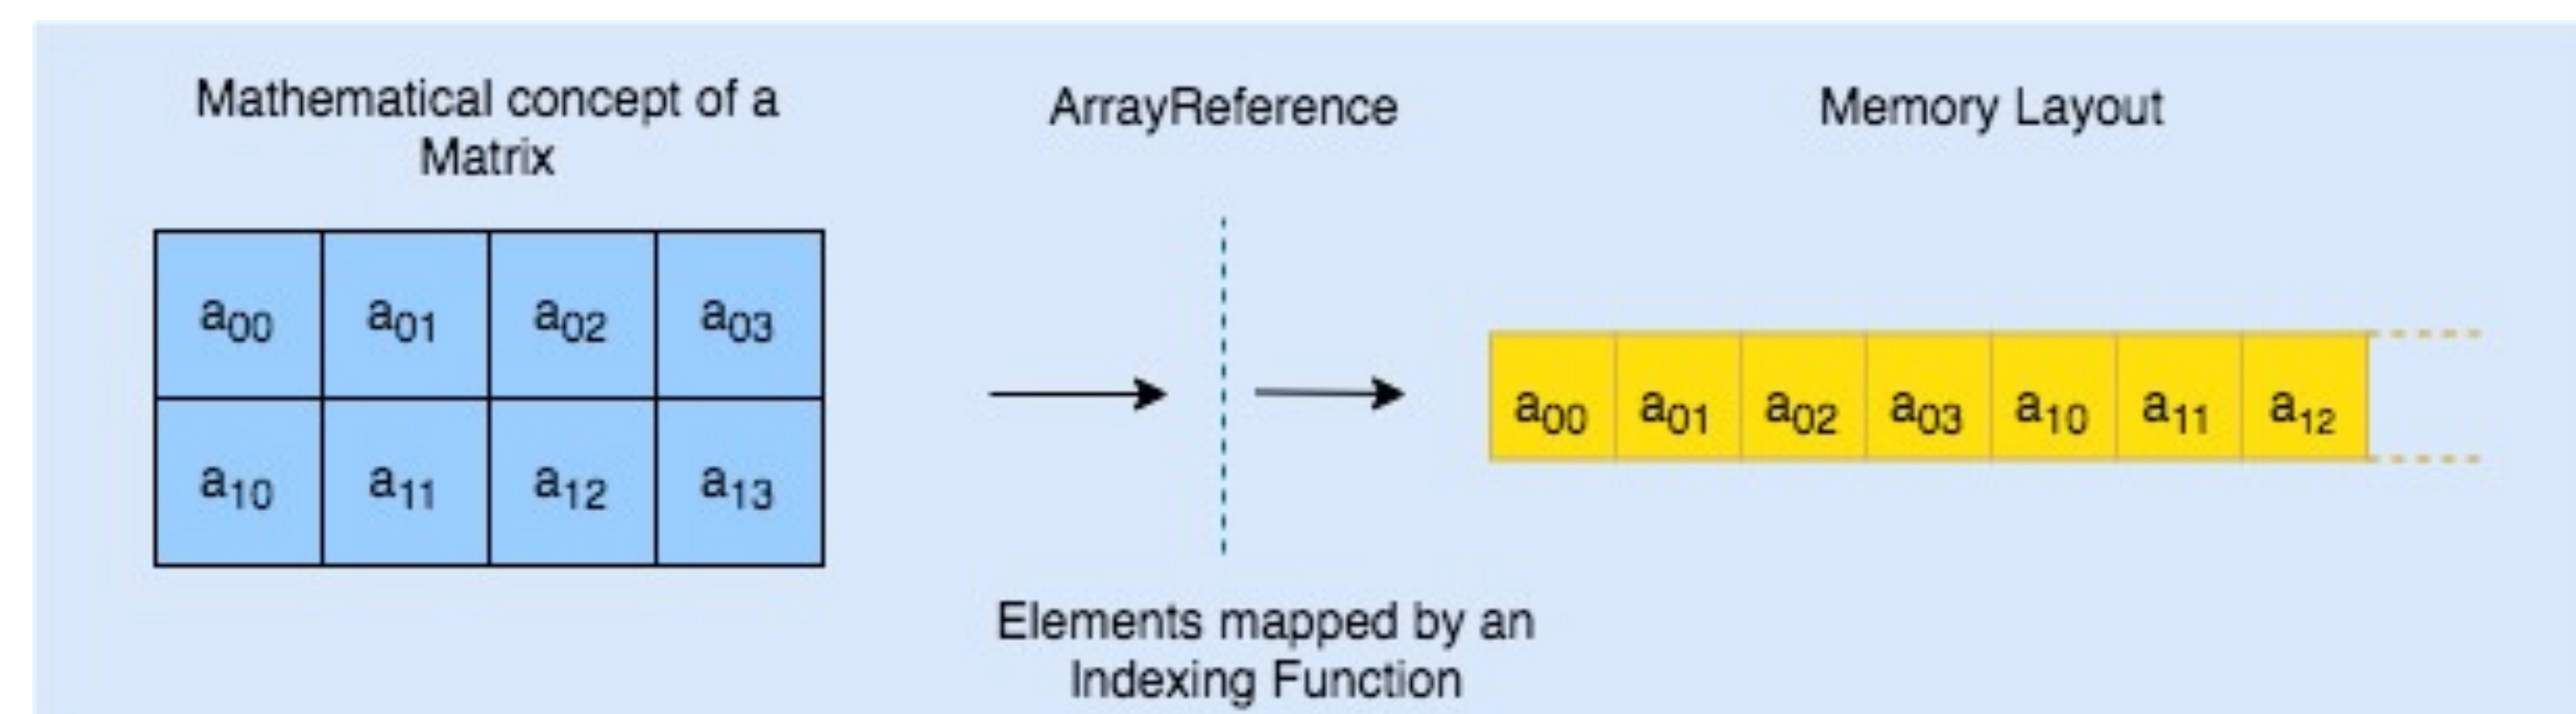 Mathematical concept of a
Matrix
ArrayReference
Memory Layout
a00 a01 a02 a03
a10 a11 a12 a13
a00 a01 a02 a03 a10 a11 a12
Elements mapped by an
Indexing Function